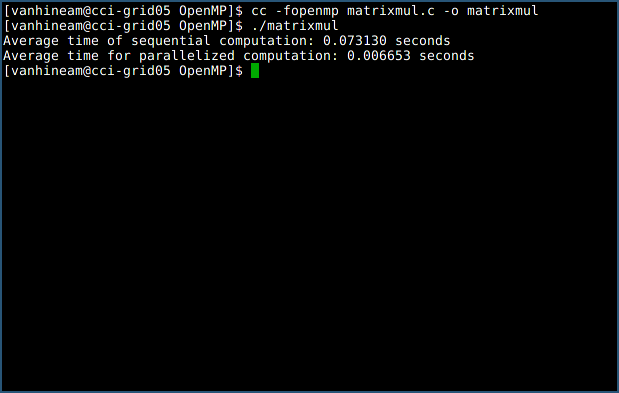 [vanhineam@cci-grid05 OpenMP]$ cc -fopenmp matrixmul.c -o matrixmul
[vanhineam@cci-grid05 OpenMP]$ ./matrixmul
Average time of sequential computation: 0.073130 seconds
Average time for parallelized computation: 0.006653 seconds
[vanhineam@cci-grid05 OpenMP]$